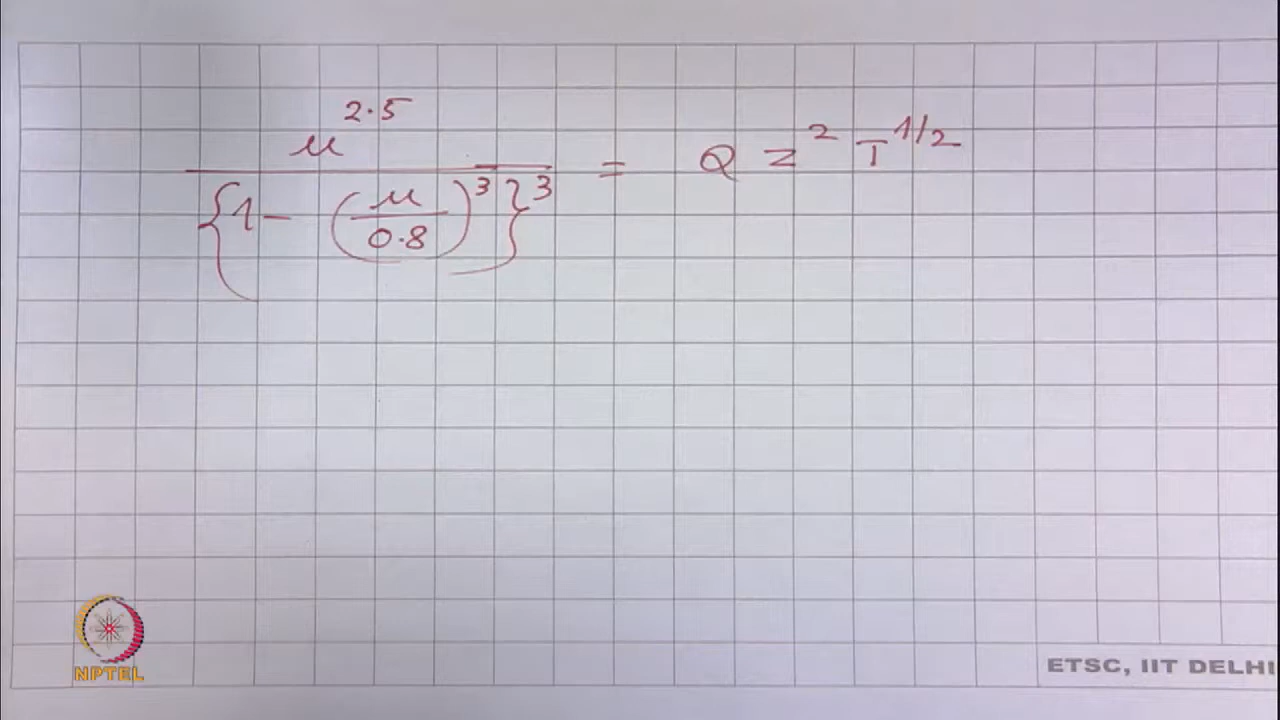 μ^2.5 / {1 - (μ/0.8)^3}^3 = Q z^2 T^1/2
NPTEL
ETSC, IIT DELHI